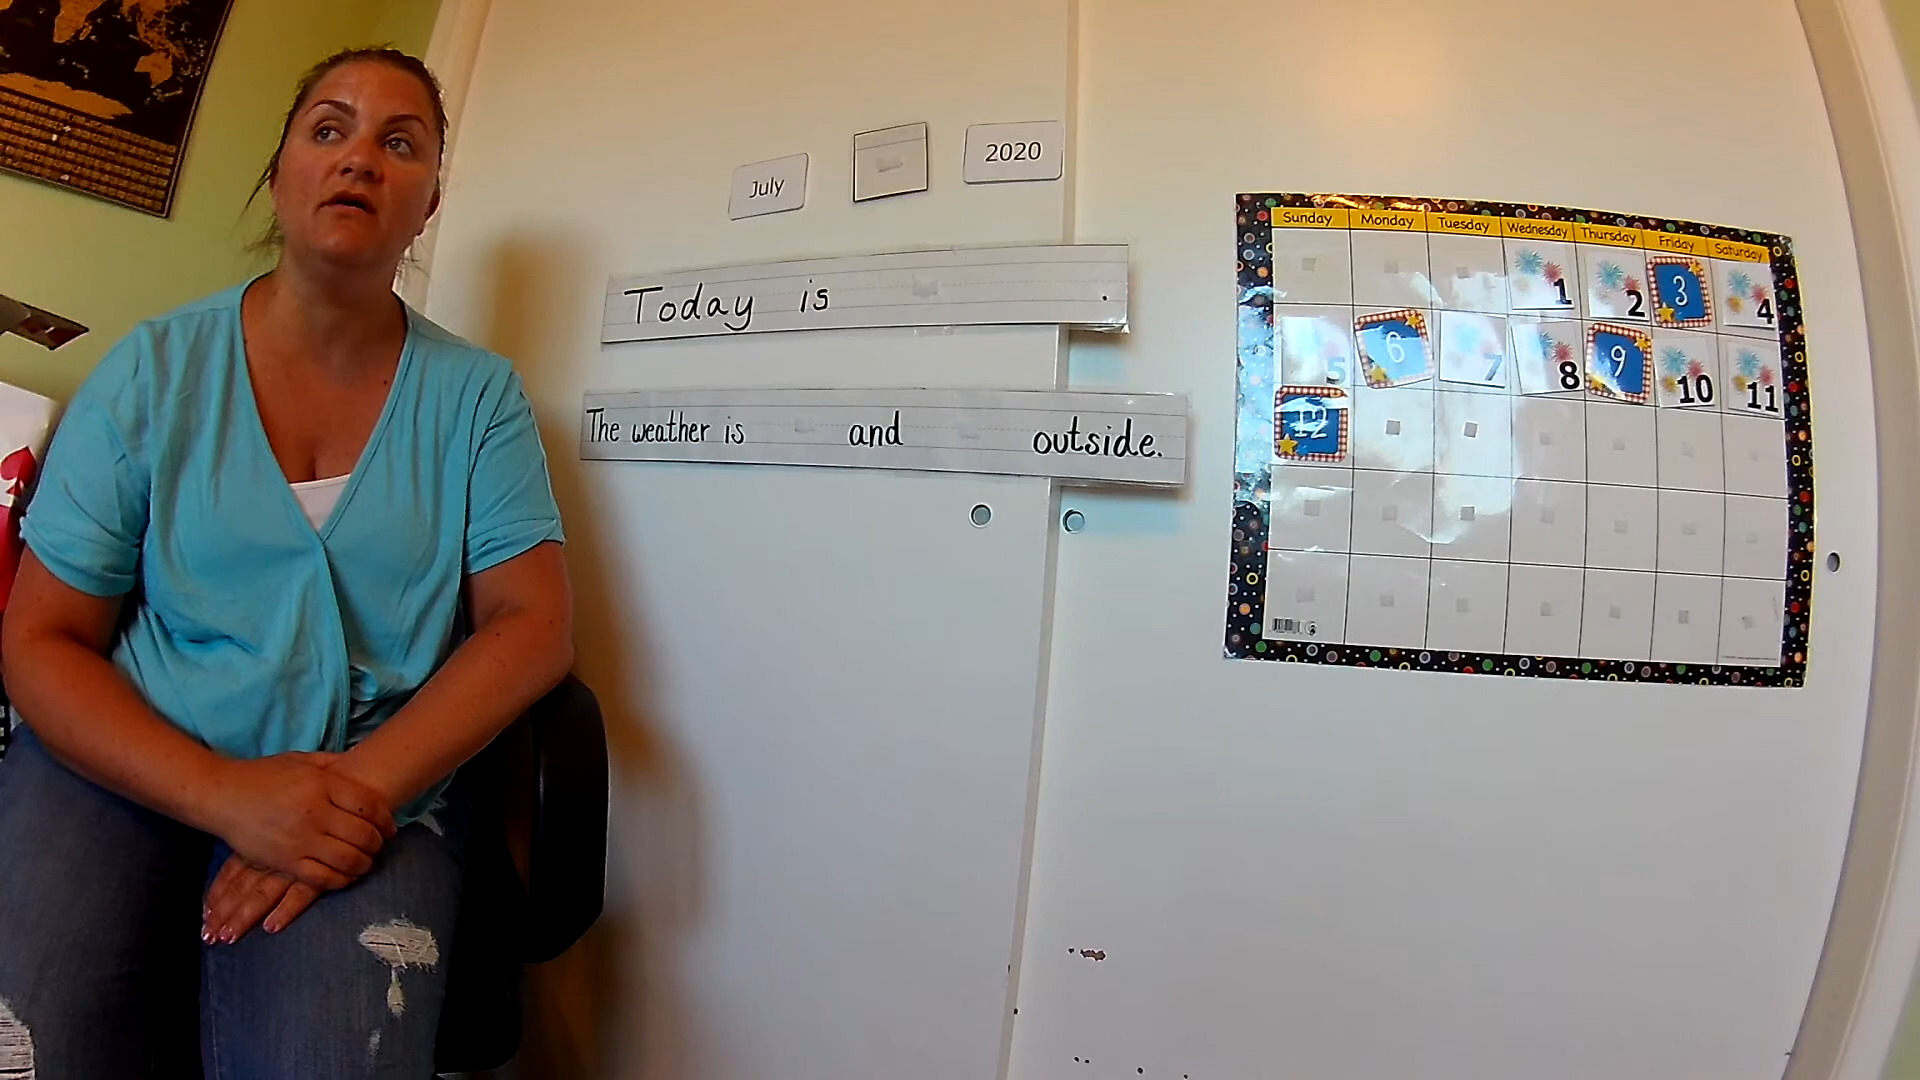 July 2020
Today is .
The weather is and outside.
Sunday Monday Tuesday Wednesday Thursday Friday Saturday
1 2 3 4
5 6 7 8 9 10 11
12